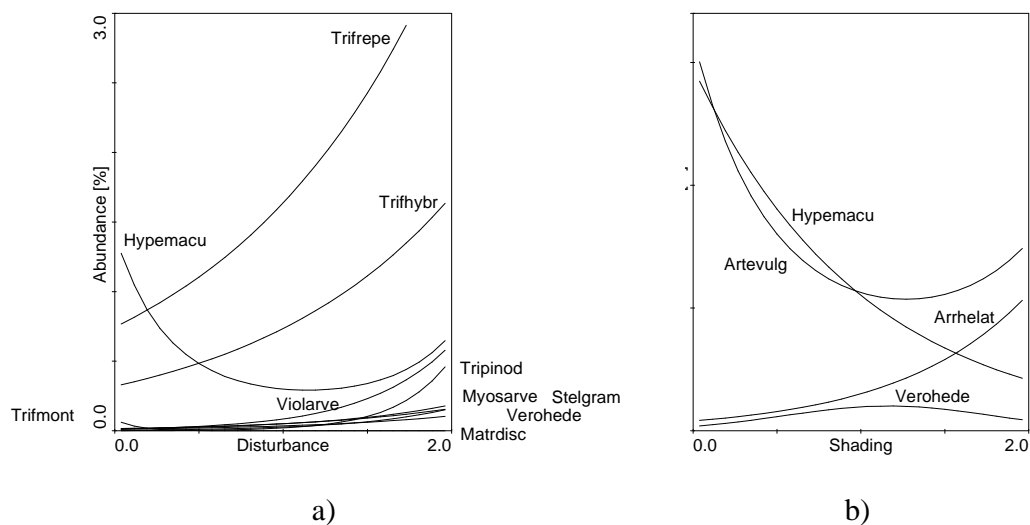 3.0
Trifrepe
Abundance [%]
Hypemacu
Trifhybr
Hypemacu
Artevulg
Arrhelat
Tripinod
Violarve
Myosarve Stelgram
Verohede
Trifmont
Verohede
0.0
Matrdisc
0.0 Disturbance 2.0
0.0 Shading 2.0
a) b)